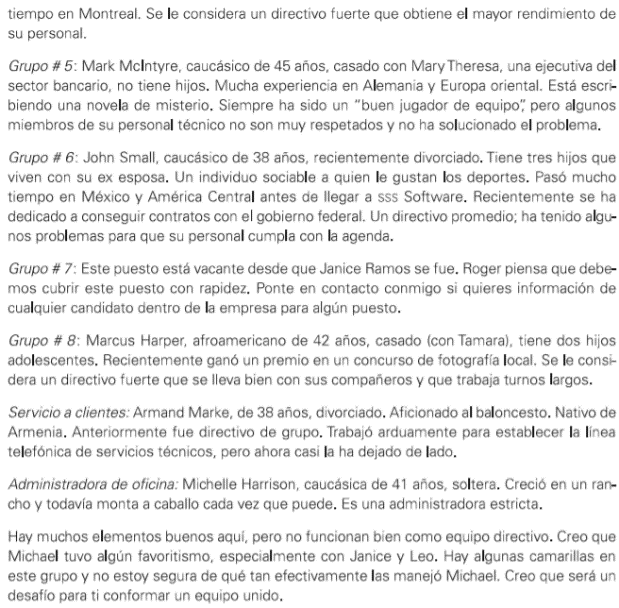 tiempo en Montreal. Se le considera un directivo fuerte que obtiene el mayor rendimiento de
su personal.
Grupo # 5: Mark McIntyre, caucásico de 45 años, casado con Mary Theresa, una ejecutiva del
sector bancario, no tiene hijos. Mucha experiencia en Alemania y Europa oriental. Está escri-
biendo una novela de misterio. Siempre ha sido un “buen jugador de equipo”, pero algunos
miembros de su personal técnico no son muy respetados y no ha solucionado el problema.
Grupo # 6: John Small, caucásico de 38 años, recientemente divorciado. Tiene tres hijos que
viven con su ex esposa. Un individuo sociable a quien le gustan los deportes. Pasó mucho
tiempo en México y América Central antes de llegar a sss Software. Recientemente se ha
dedicado a conseguir contratos con el gobierno federal. Un directivo promedio; ha tenido algu-
nos problemas para que su personal cumpla con la agenda.
Grupo # 7: Este puesto está vacante desde que Janice Ramos se fue. Roger piensa que debe-
mos cubrir este puesto con rapidez. Ponte en contacto conmigo si quieres información de
cualquier candidato dentro de la empresa para algún puesto.
Grupo # 8: Marcus Harper, afroamericano de 42 años, casado (con Tamara), tiene dos hijos
adolescentes. Recientemente ganó un premio en un concurso de fotografía local. Se le consi-
dera un directivo fuerte que se lleva bien con sus compañeros y que trabaja turnos largos.
Servicio a clientes: Armand Marke, de 38 años, divorciado. Aficionado al baloncesto. Nativo de
Armenia. Anteriormente fue directivo de grupo. Trabajó arduamente para establecer la línea
telefónica de servicios técnicos, pero ahora casi la ha dejado de lado.
Administradora de oficina: Michelle Harrison, caucásica de 41 años, soltera. Creció en un ran-
cho y todavía monta a caballo cada vez que puede. Es una administradora estricta.
Hay muchos elementos buenos aquí, pero no funcionan bien como equipo directivo. Creo que
Michael tuvo algún favoritismo, especialmente con Janice y Leo. Hay algunas camarillas en
este grupo y no estoy segura de qué tan efectivamente las manejó Michael. Creo que será un
desafío para ti conformar un equipo unido.